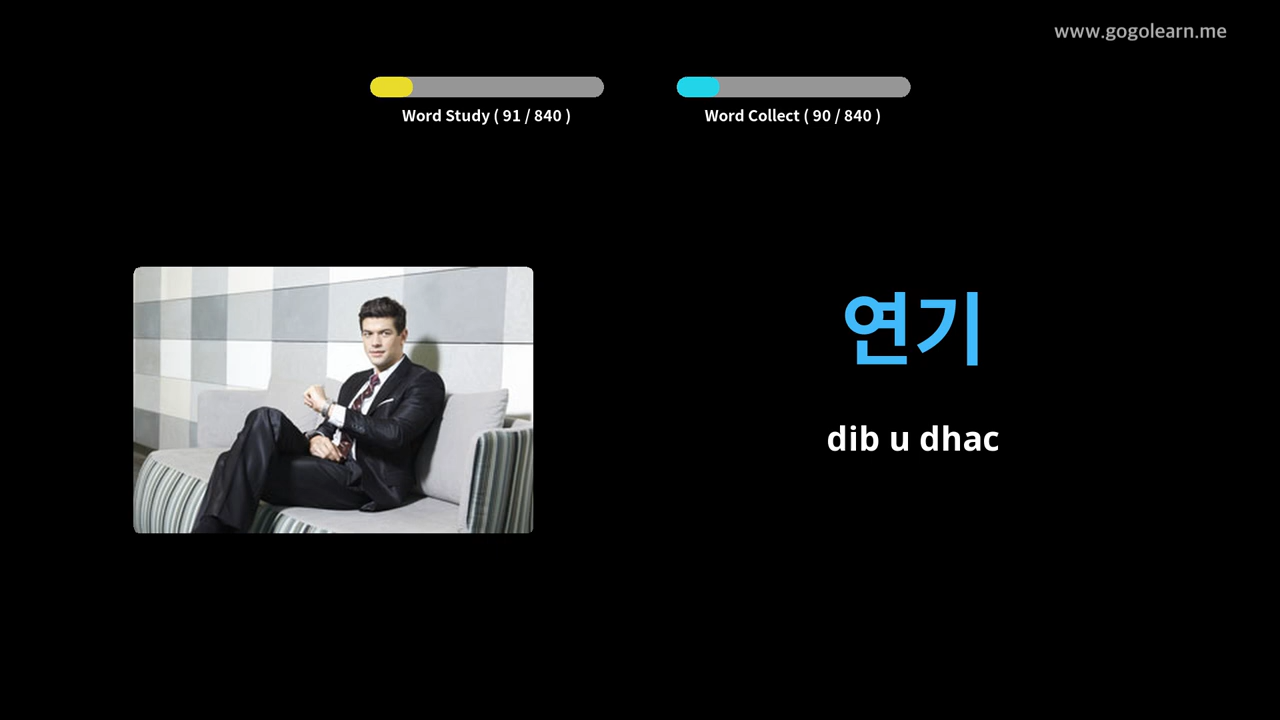 www.gogolearn.me
Word Study ( 91 / 840 )
Word Collect ( 90 / 840 )
연기
dib u dhac